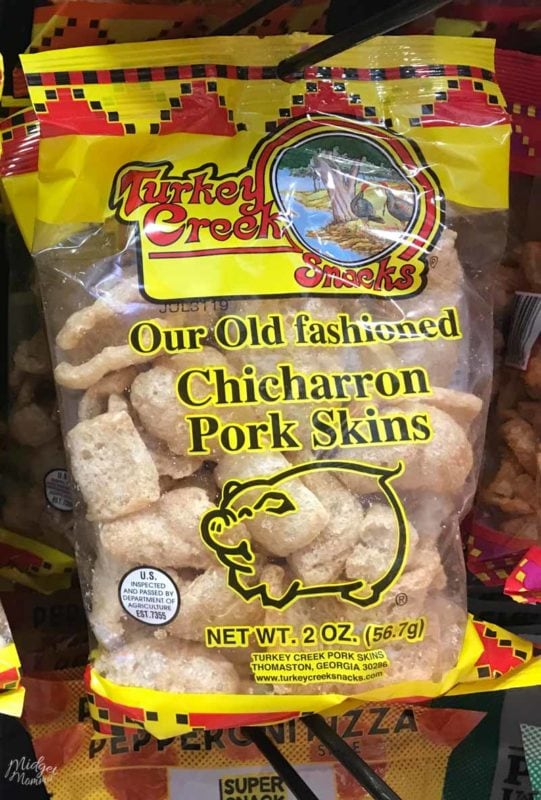 Turkey
Creek
Snacks
®
JUL3119
Our Old fashioned
Chicharron
Pork Skins
®
U.S.
INSPECTED
AND PASSED BY
DEPARTMENT OF
AGRICULTURE
EST. 7355
NET WT. 2 OZ. (56.7g)
TURKEY CREEK PORK SKINS
THOMASTON, GEORGIA 30286
www.turkeycreeksnacks.com
PEPPERONI PIZZA
Midget
Momma
SUPER
SNACK